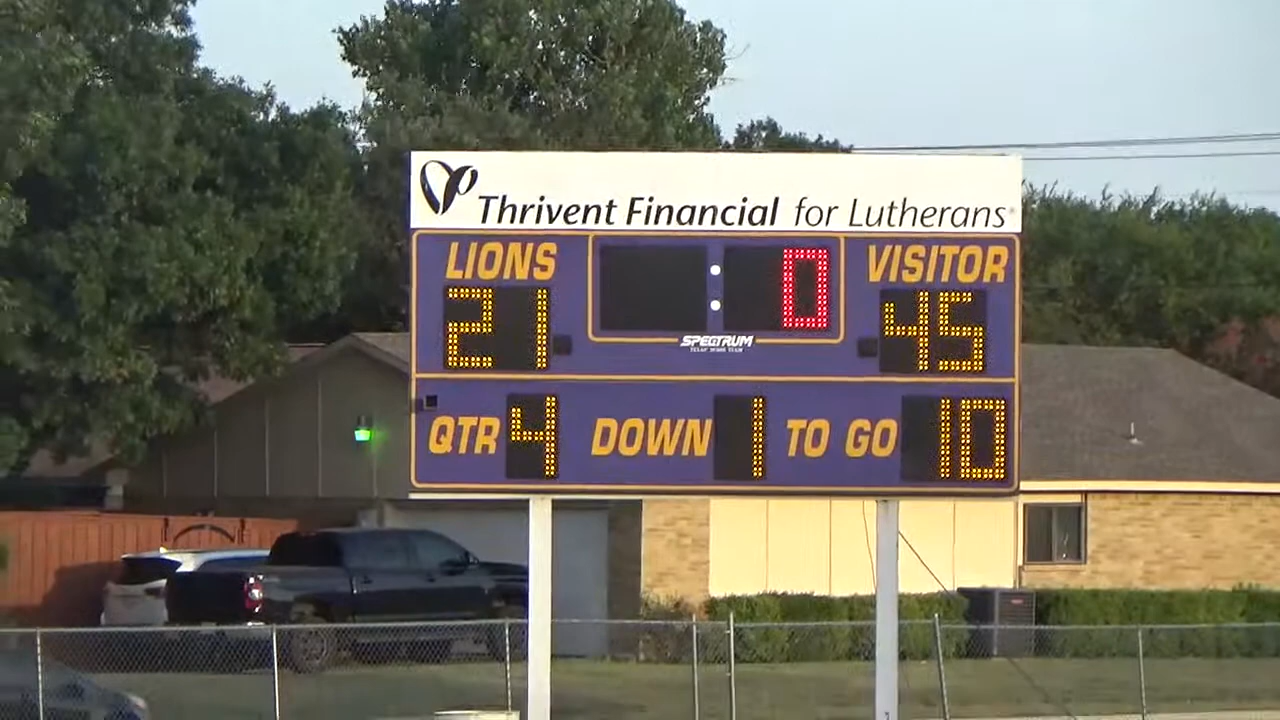 Thrivent Financial for Lutherans
LIONS : 0 VISITOR
21 45
SPECTRUM
QTR 4 DOWN 1 TO GO 10